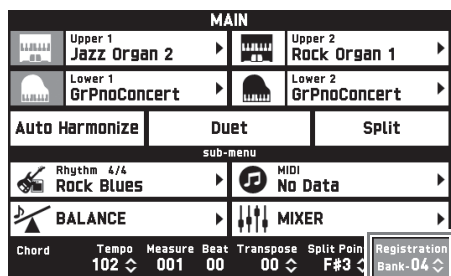 MAIN
Upper 1
Jazz Organ 2
Upper 2
Rock Organ 1
Lower 1
GrPnoConcert
Lower 2
GrPnoConcert
Auto Harmonize
Duet
Split
sub-menu
Rhythm 4/4
Rock Blues
MIDI
No Data
BALANCE
MIXER
Chord Tempo Measure Beat Transpose Split Poin Registration
102 001 00 00 F#3 Bank-04